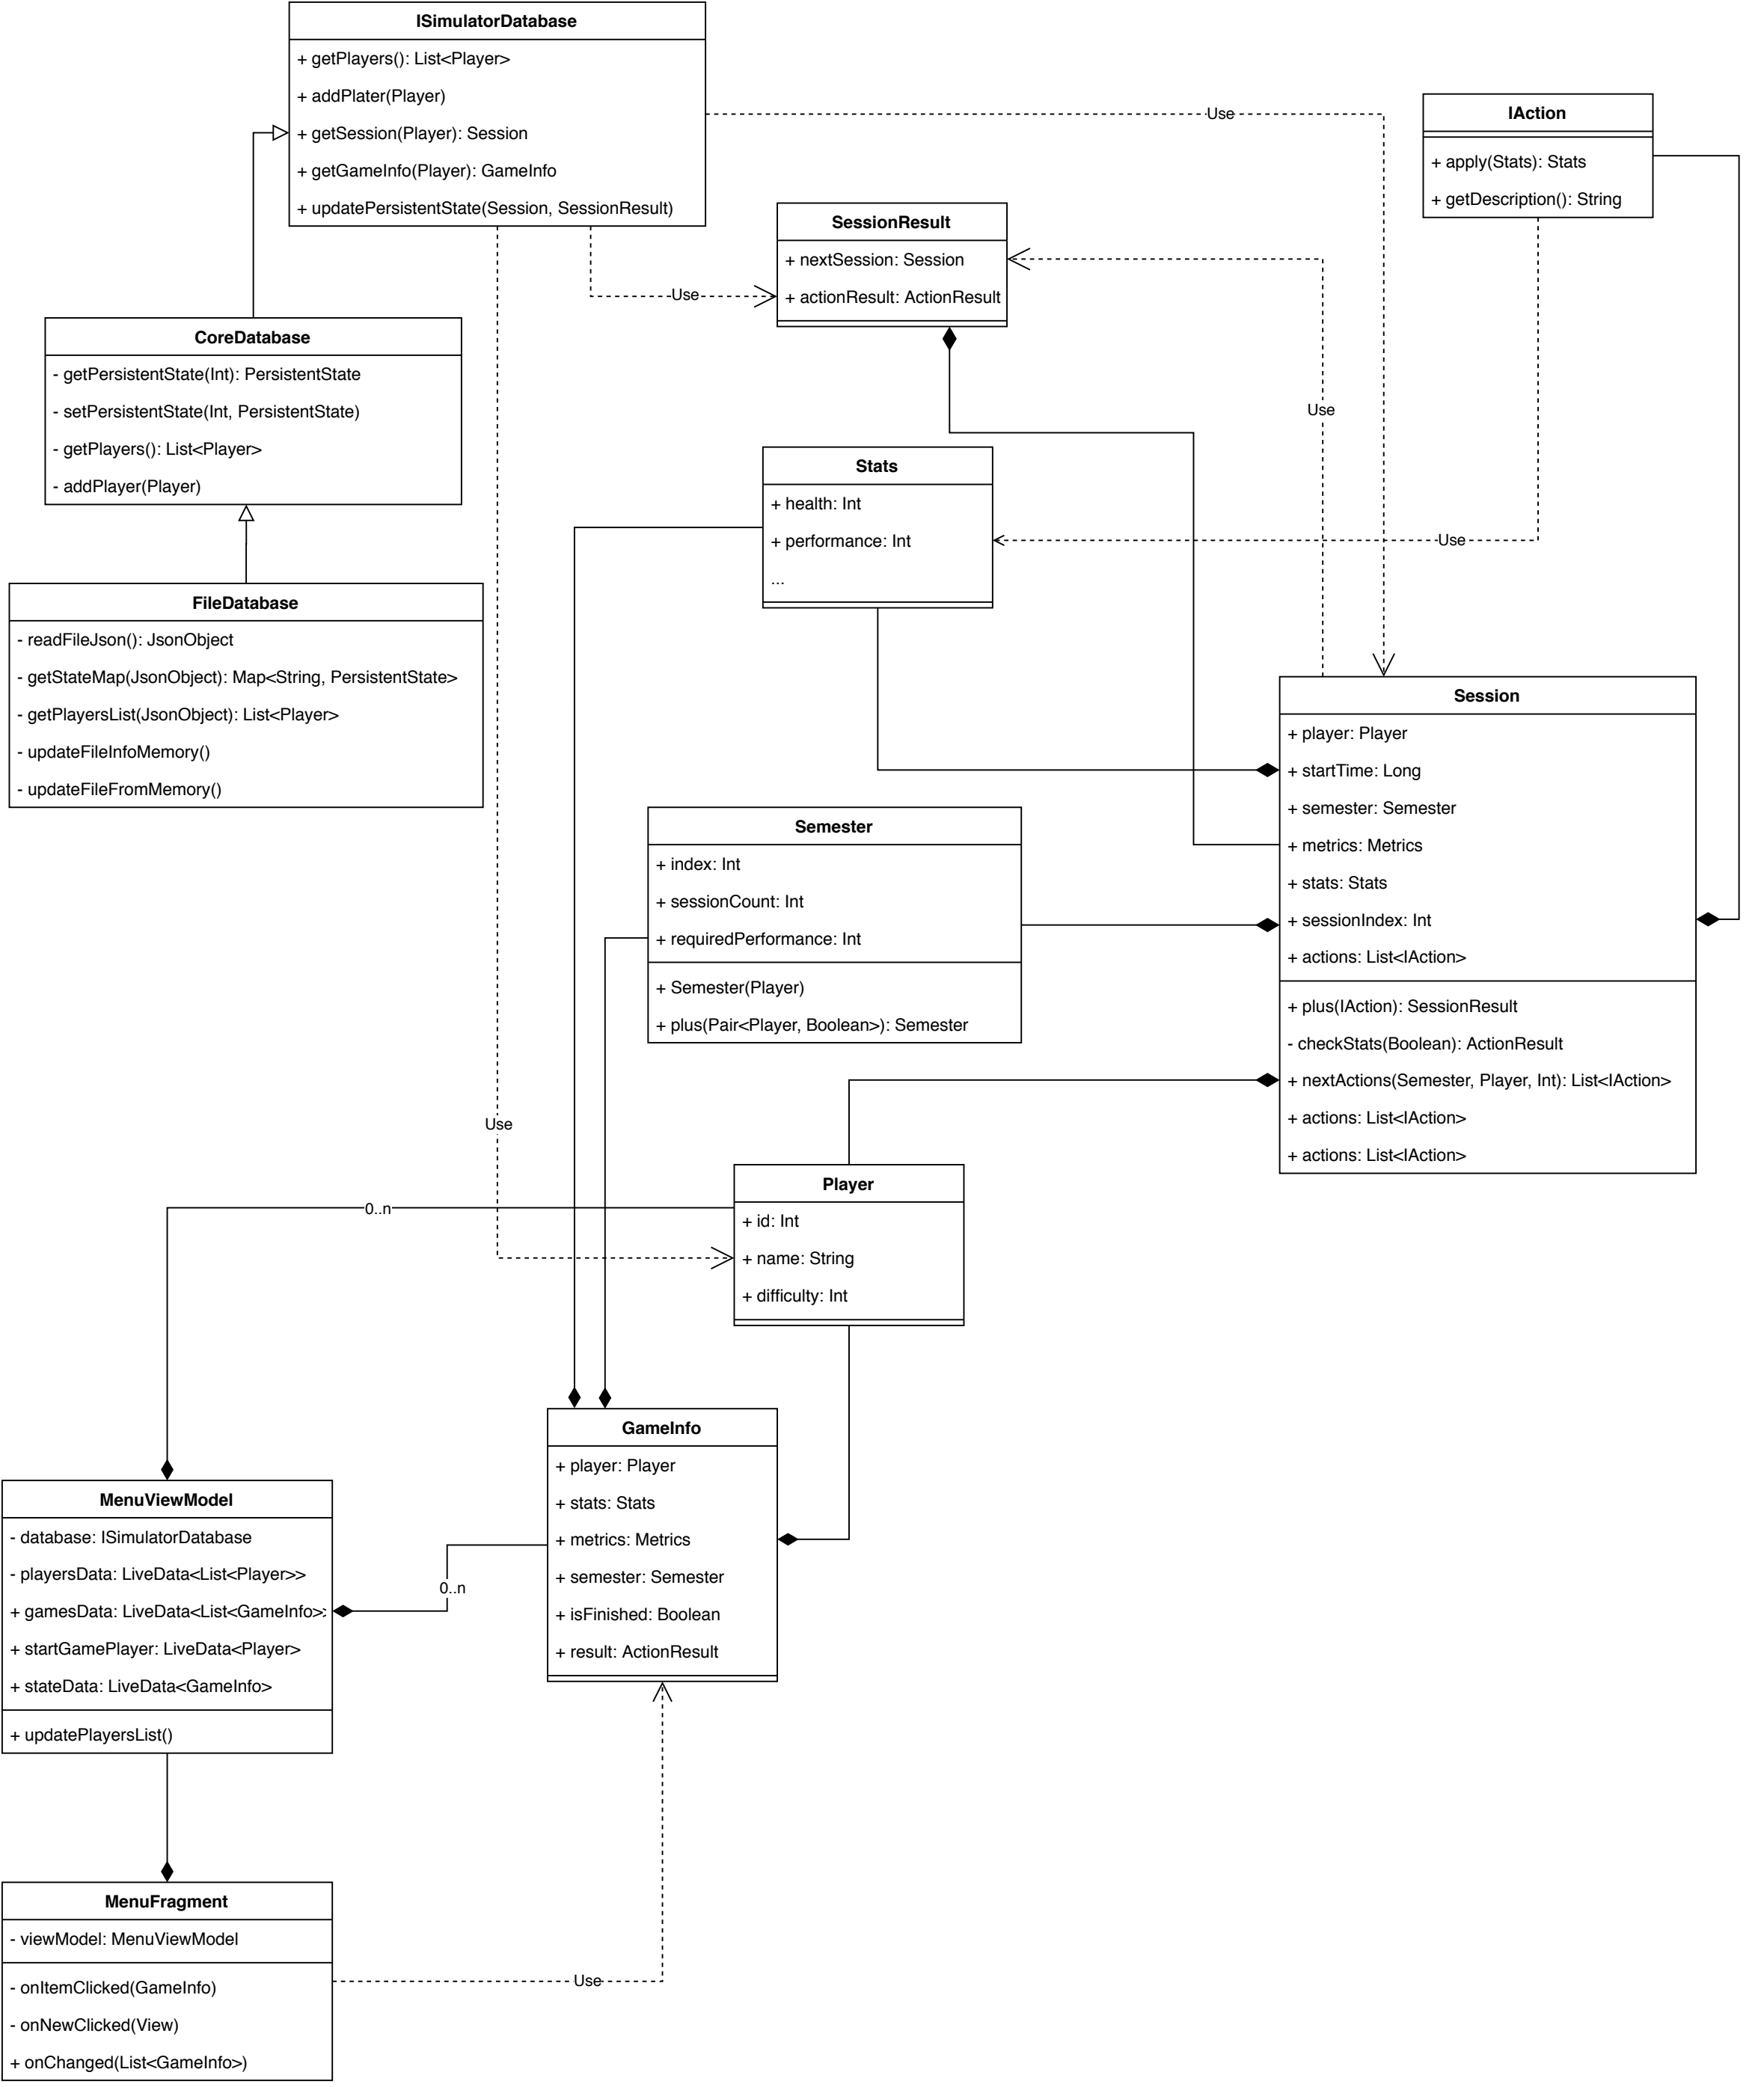 ISimulatorDatabase
+ getPlayers(): List<Player>
+ addPlater(Player)
+ getSession(Player): Session
+ getGameInfo(Player): GameInfo
+ updatePersistentState(Session, SessionResult)
Use
IAction
+ apply(Stats): Stats
+ getDescription(): String
SessionResult
+ nextSession: Session
+ actionResult: ActionResult
Use
CoreDatabase
- getPersistentState(Int): PersistentState
- setPersistentState(Int, PersistentState)
- getPlayers(): List<Player>
- addPlayer(Player)
Use
Stats
+ health: Int
+ performance: Int
...
Use
FileDatabase
- readFileJson(): JsonObject
- getStateMap(JsonObject): Map<String, PersistentState>
- getPlayersList(JsonObject): List<Player>
- updateFileInfoMemory()
- updateFileFromMemory()
Session
+ player: Player
+ startTime: Long
+ semester: Semester
+ metrics: Metrics
+ stats: Stats
+ sessionIndex: Int
+ actions: List<IAction>
+ plus(IAction): SessionResult
- checkStats(Boolean): ActionResult
+ nextActions(Semester, Player, Int): List<IAction>
+ actions: List<IAction>
+ actions: List<IAction>
Semester
+ index: Int
+ sessionCount: Int
+ requiredPerformance: Int
+ Semester(Player)
+ plus(Pair<Player, Boolean>): Semester
Use
Player
+ id: Int
+ name: String
+ difficulty: Int
0..n
GameInfo
+ player: Player
+ stats: Stats
+ metrics: Metrics
+ semester: Semester
+ isFinished: Boolean
+ result: ActionResult
MenuViewModel
- database: ISimulatorDatabase
- playersData: LiveData<List<Player>>
+ gamesData: LiveData<List<GameInfo>>
+ startGamePlayer: LiveData<Player>
+ stateData: LiveData<GameInfo>
+ updatePlayersList()
0..n
MenuFragment
- viewModel: MenuViewModel
- onItemClicked(GameInfo)
- onNewClicked(View)
+ onChanged(List<GameInfo>)
Use